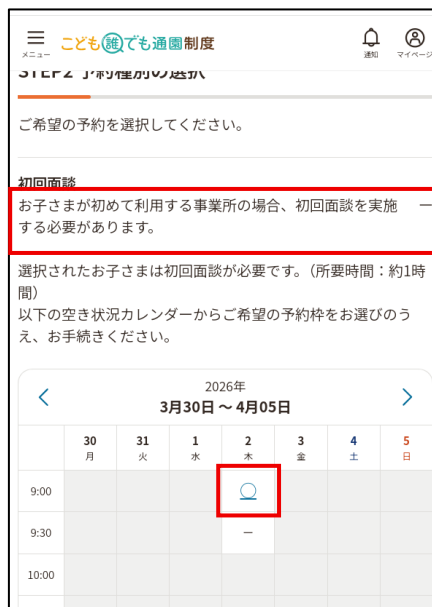 こども誰でも通園制度
メニュー
通知
マイページ
STEP2 予約種別の選択
ご希望の予約を選択してください。
初回面談
お子さまが初めて利用する事業所の場合、初回面談を実施 －
する必要があります。
選択されたお子さまは初回面談が必要です。（所要時間：約1時
間）
以下の空き状況カレンダーからご希望の予約枠をお選びのう
え、お手続きください。
2026年
3月30日 ～ 4月05日
30 31 1 2 3 4 5
月 火 水 木 金 土 日
9:00 〇
9:30 －
10:00